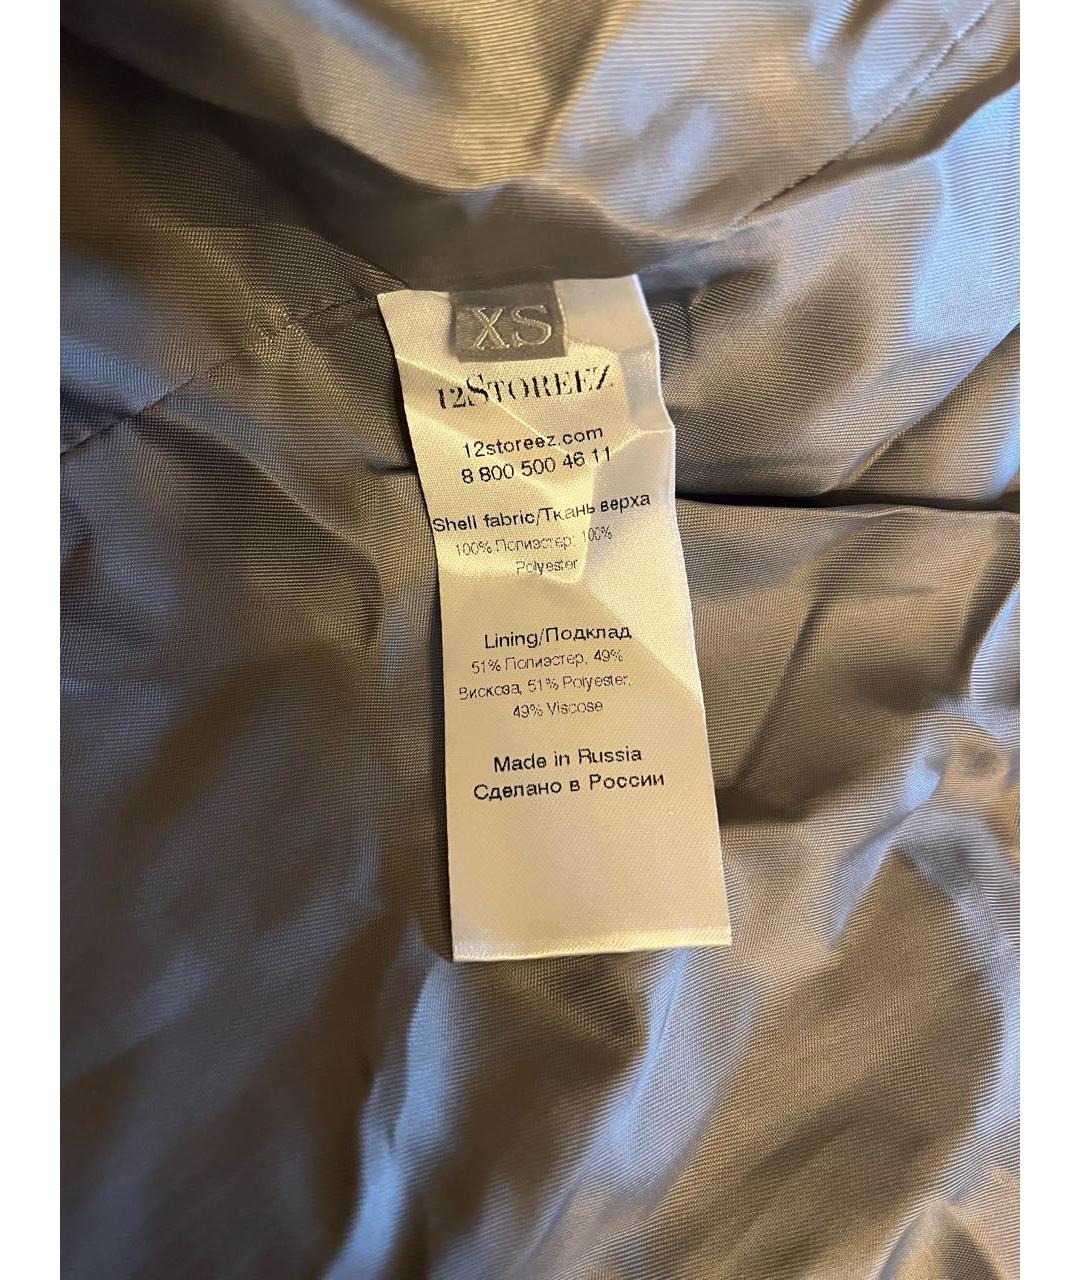 XS
12STOREEZ
12storeez.com
8 800 500 46 11
Shell fabric/Ткань верха
100% Полиэстер; 100%
Polyester
Lining/Подклад
51% Полиэстер, 49%
Вискоза, 51% Polyester,
49% Viscose
Made in Russia
Сделано в России